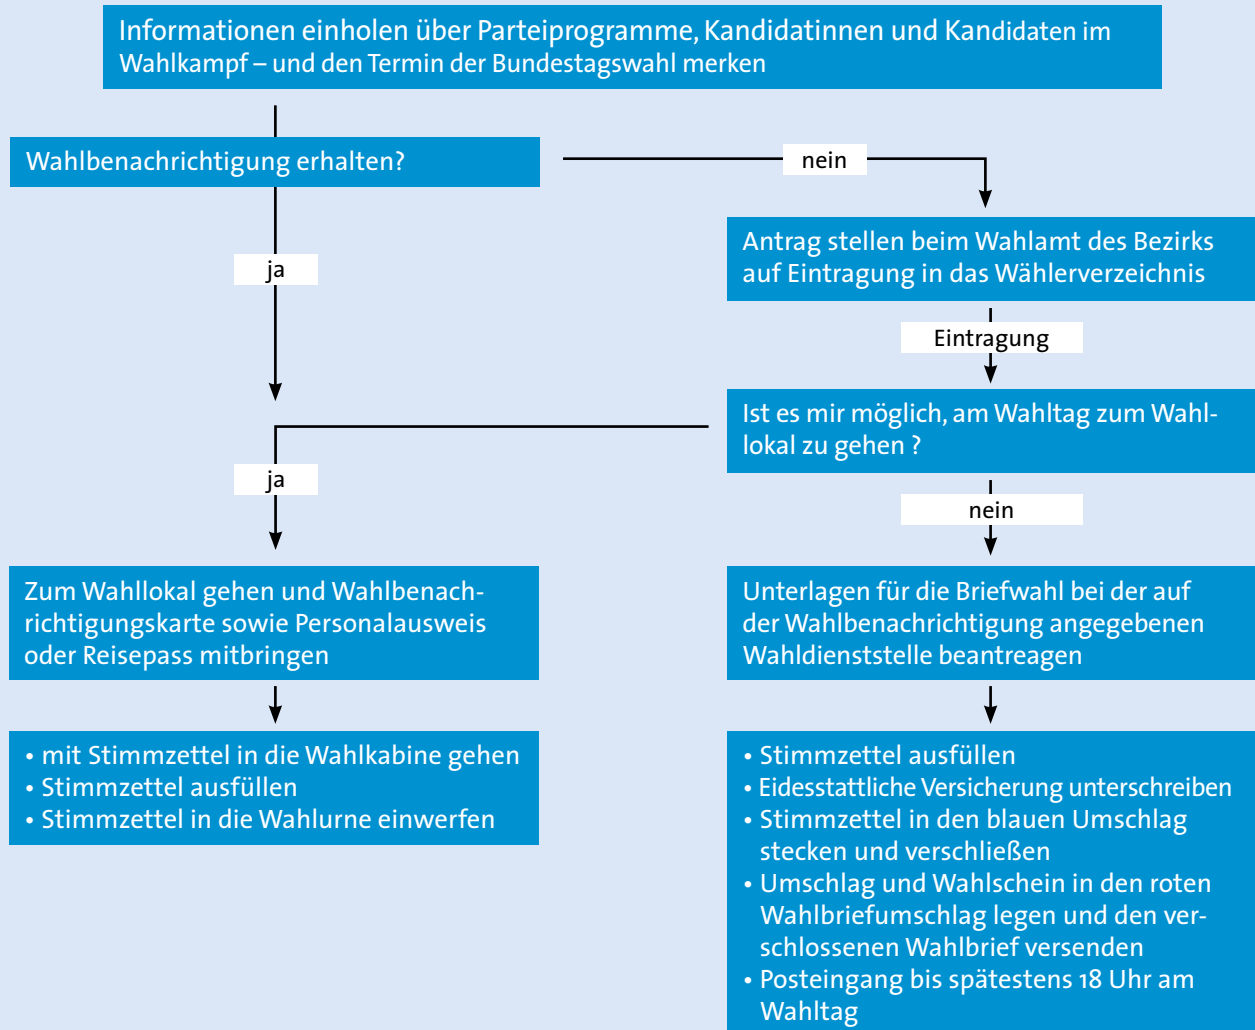 Informationen einholen über Parteiprogramme, Kandidatinnen und Kandidaten im
Wahlkampf – und den Termin der Bundestagswahl merken
Wahlbenachrichtigung erhalten?
nein
ja
Antrag stellen beim Wahlamt des Bezirks
auf Eintragung in das Wählerverzeichnis
Eintragung
Ist es mir möglich, am Wahltag zum Wahl-
lokal zu gehen ?
ja
nein
Zum Wahllokal gehen und Wahlbenach-
richtigungskarte sowie Personalausweis
oder Reisepass mitbringen
Unterlagen für die Briefwahl bei der auf
der Wahlbenachrichtigung angegebenen
Wahldienststelle beantreagen
• mit Stimmzettel in die Wahlkabine gehen
• Stimmzettel ausfüllen
• Stimmzettel in die Wahlurne einwerfen
• Stimmzettel ausfüllen
• Eidesstattliche Versicherung unterschreiben
• Stimmzettel in den blauen Umschlag
stecken und verschließen
• Umschlag und Wahlschein in den roten
Wahlbriefumschlag legen und den ver-
schlossenen Wahlbrief versenden
• Posteingang bis spätestens 18 Uhr am
Wahltag